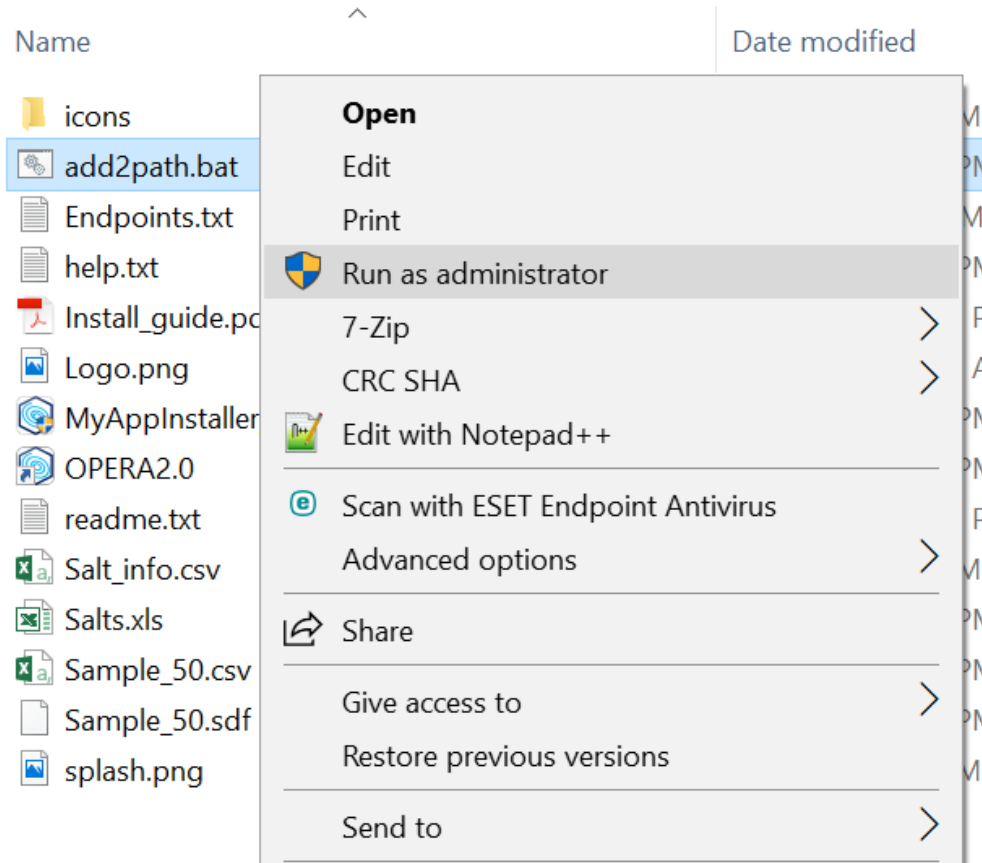 Name
Date modified
icons
add2path.bat
Endpoints.txt
help.txt
Install_guide.pd
Logo.png
MyAppInstaller
OPERA2.0
readme.txt
Salt_info.csv
Salts.xls
Sample_50.csv
Sample_50.sdf
splash.png
Open
Edit
Print
Run as administrator
7-Zip
CRC SHA
Edit with Notepad++
Scan with ESET Endpoint Antivirus
Advanced options
Share
Give access to
Restore previous versions
Send to